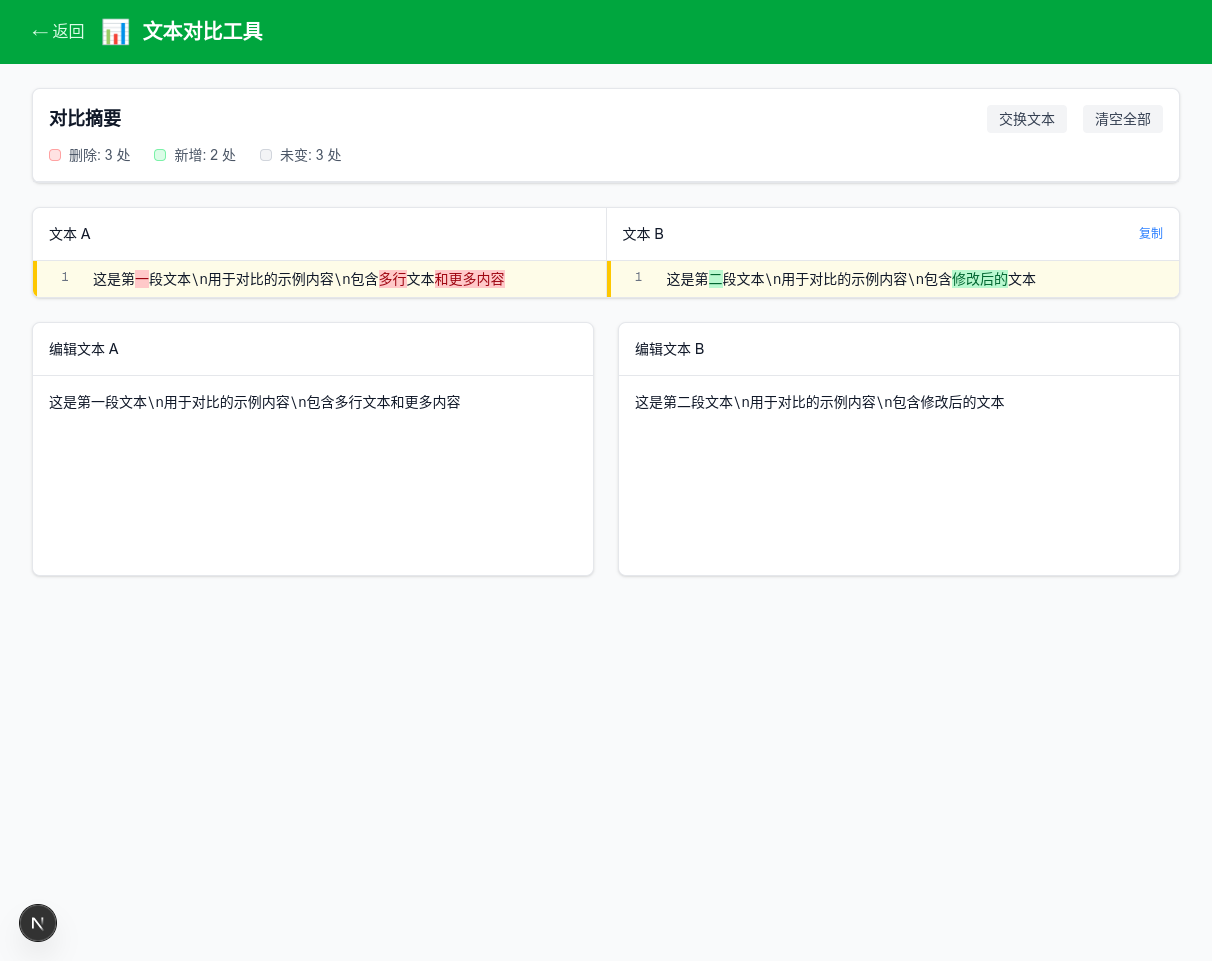 ← 返回 📊 文本对比工具
对比摘要
交换文本 清空全部
删除: 3 处 新增: 2 处 未变: 3 处
文本 A
文本 B 复制
1 这是第一段文本\n用于对比的示例内容\n包含多行文本和更多内容
1 这是第二段文本\n用于对比的示例内容\n包含修改后的文本
编辑文本 A
编辑文本 B
这是第一段文本\n用于对比的示例内容\n包含多行文本和更多内容
这是第二段文本\n用于对比的示例内容\n包含修改后的文本
N